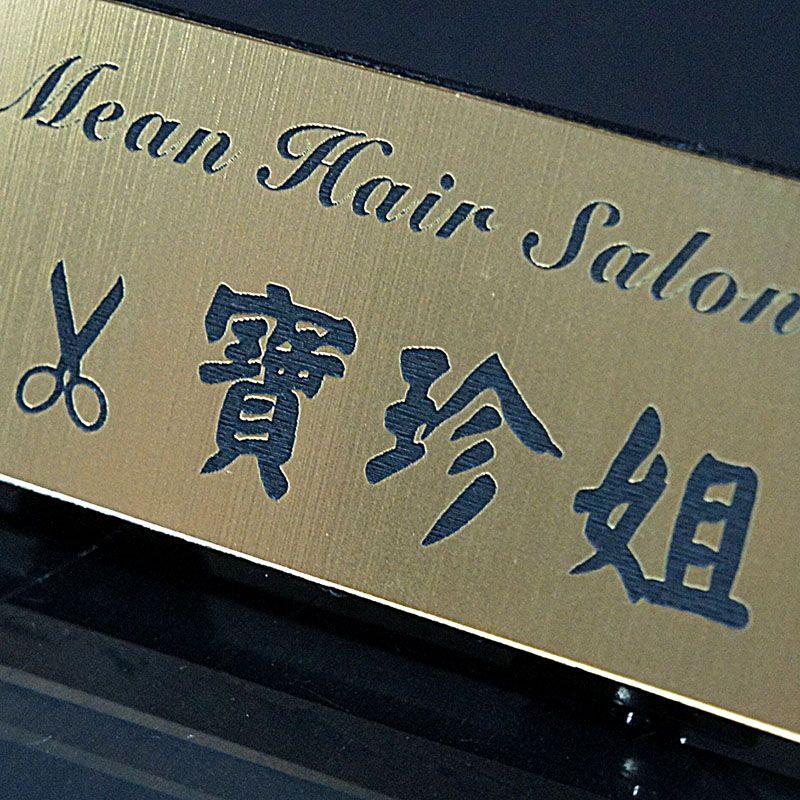 Mean Hair Salon
寶珍姐